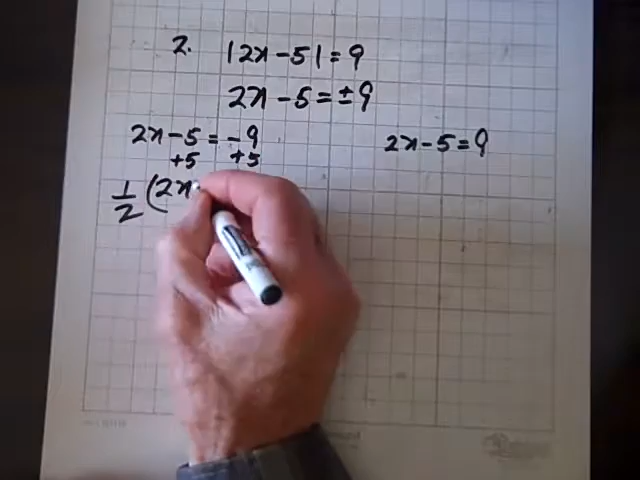 2. |2x-5|=9
2x-5=±9
2x-5=-9 2x-5=9
+5 +5
1/2 (2x